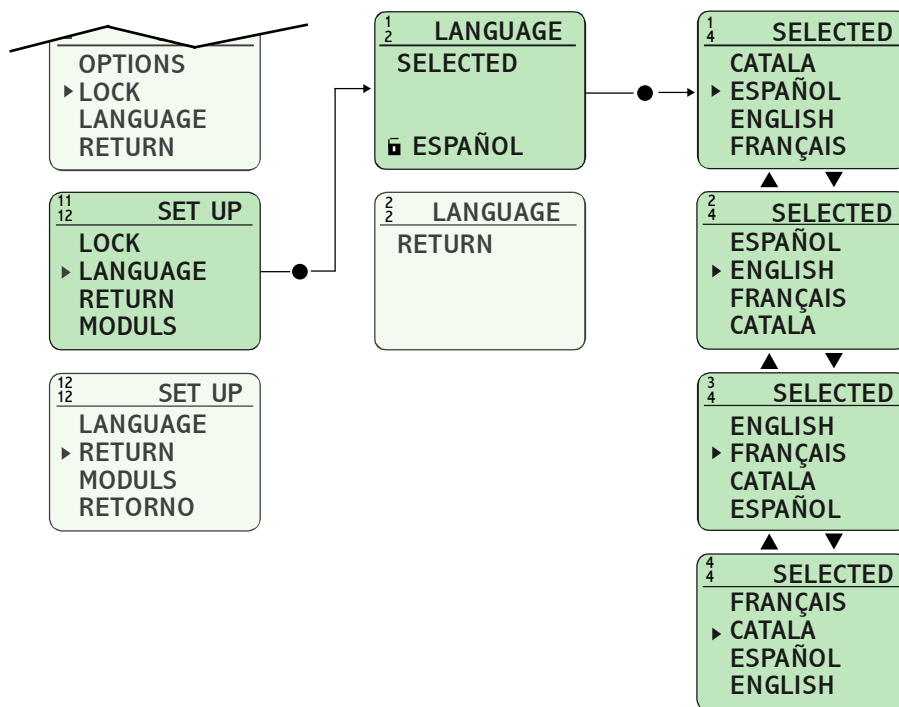 OPTIONS
LOCK
LANGUAGE
RETURN
11
12
SET UP
LOCK
LANGUAGE
RETURN
MODULS
12
12
SET UP
LANGUAGE
RETURN
MODULS
RETORNO
1
2
LANGUAGE
SELECTED
ESPAÑOL
2
2
LANGUAGE
RETURN
1
4
SELECTED
CATALA
ESPAÑOL
ENGLISH
FRANÇAIS
2
4
SELECTED
ESPAÑOL
ENGLISH
FRANÇAIS
CATALA
3
4
SELECTED
ENGLISH
FRANÇAIS
CATALA
ESPAÑOL
4
4
SELECTED
FRANÇAIS
CATALA
ESPAÑOL
ENGLISH